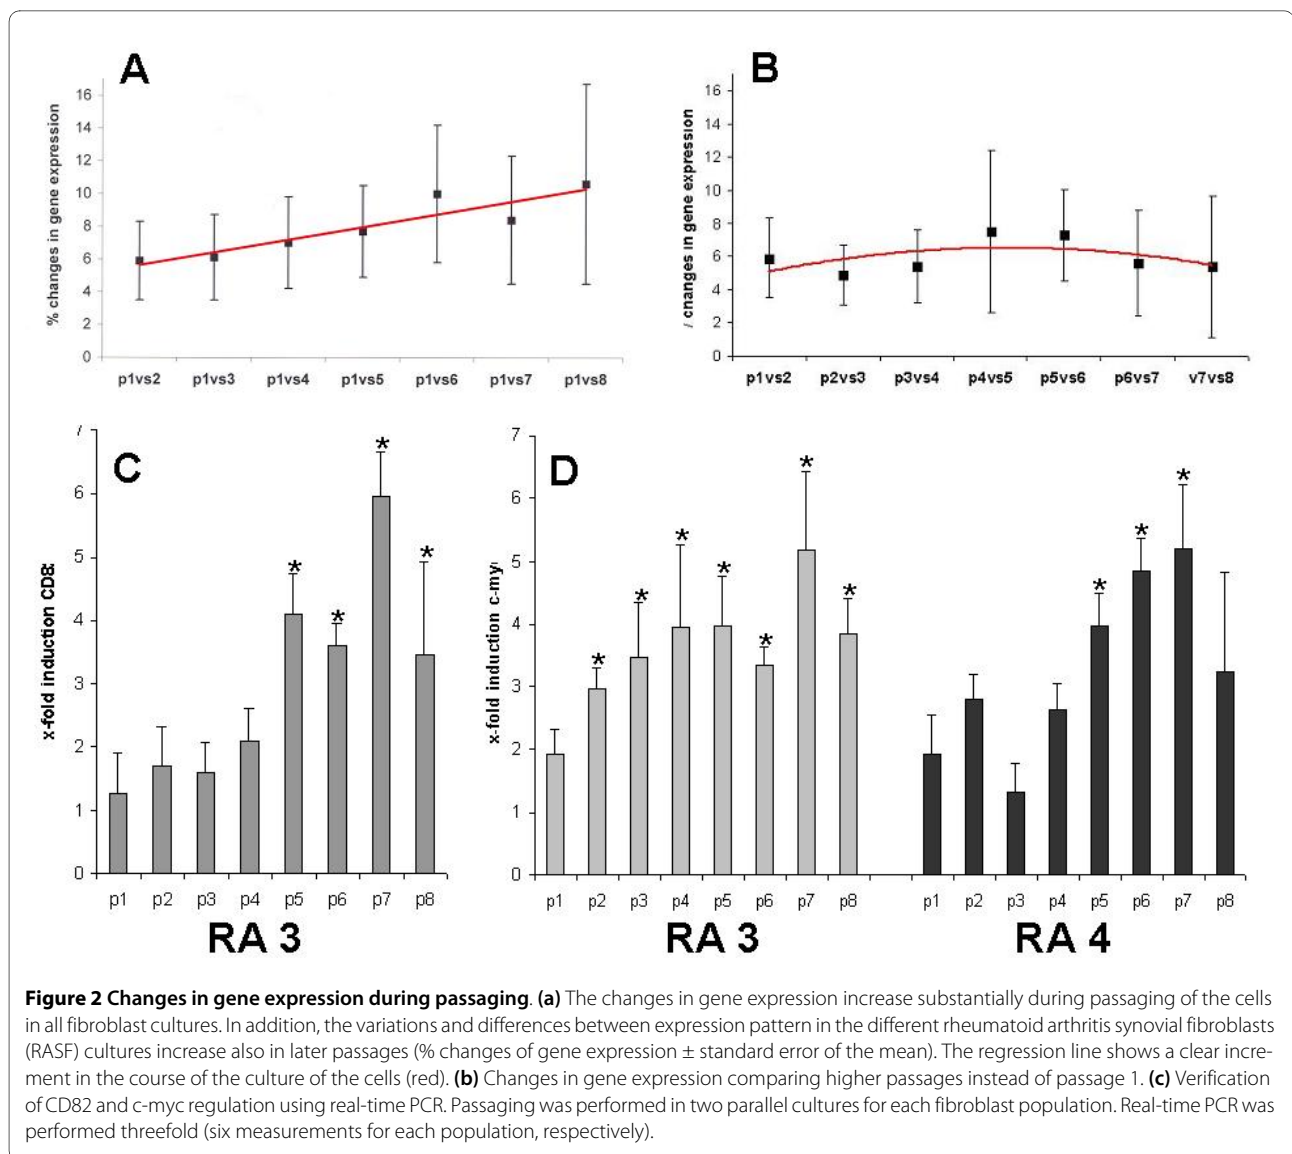 A
% changes in gene expression
16
14
12
10
8
6
4
2
0
p1vs2 p1vs3 p1vs4 p1vs5 p1vs6 p1vs7 p1vs8
B
/ changes in gene expression
16
14
12
10
8
6
4
2
0
p1vs2 p2vs3 p3vs4 p4vs5 p5vs6 p6vs7 v7vs8
C
x-fold induction CD8
7
6
5
4
3
2
1
0
* * * *
p1 p2 p3 p4 p5 p6 p7 p8
RA 3
D
x-fold induction c-my
7
6
5
4
3
2
1
0
* * * * * * * * * *
p1 p2 p3 p4 p5 p6 p7 p8 p1 p2 p3 p4 p5 p6 p7 p8
RA 3 RA 4
Figure 2 Changes in gene expression during passaging. (a) The changes in gene expression increase substantially during passaging of the cells
in all fibroblast cultures. In addition, the variations and differences between expression pattern in the different rheumatoid arthritis synovial fibroblasts
(RASF) cultures increase also in later passages (% changes of gene expression ± standard error of the mean). The regression line shows a clear incre-
ment in the course of the culture of the cells (red). (b) Changes in gene expression comparing higher passages instead of passage 1. (c) Verification
of CD82 and c-myc regulation using real-time PCR. Passaging was performed in two parallel cultures for each fibroblast population. Real-time PCR was
performed threefold (six measurements for each population, respectively).